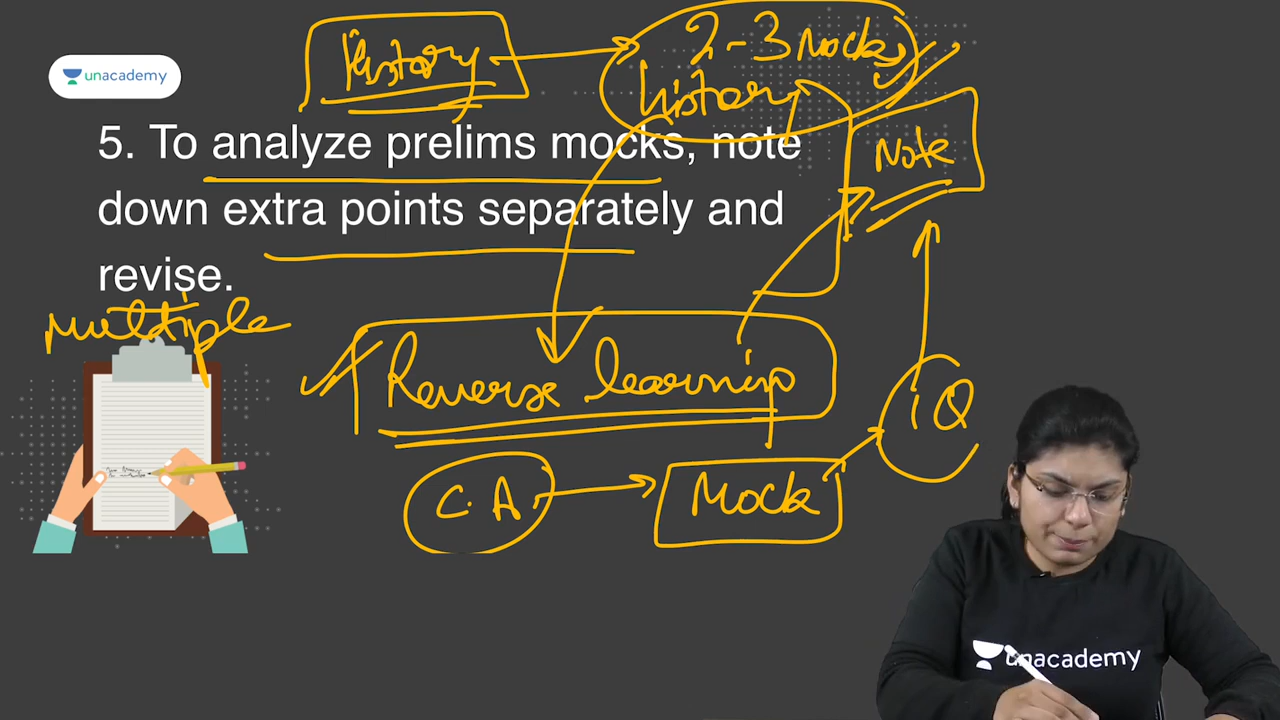 History
2-3 Mocks
history
unacademy
5. To analyze prelims mocks, note
down extra points separately and
revise.
Note
Multiple
Reverse learning
1 Q
C.A.
Mock
unacademy